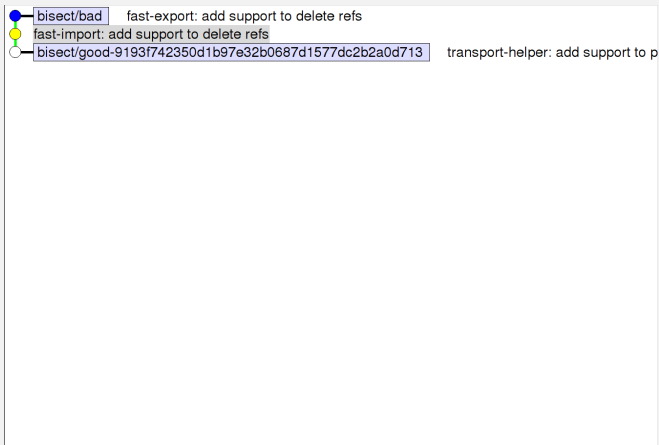 bisect/bad fast-export: add support to delete refs
fast-import: add support to delete refs
bisect/good-9193f742350d1b97e32b0687d1577dc2b2a0d713 transport-helper: add support to p